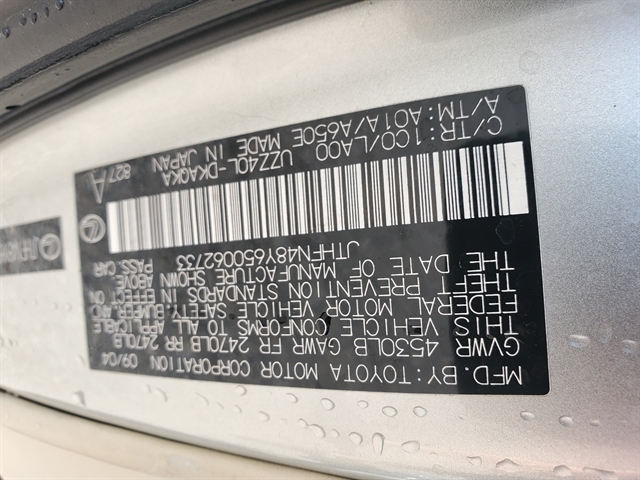 MFD. BY: TOYOTA MOTOR CORPORATION 09/04
GVWR 4530LB GAWR FR 2470LB RR 2470LB
THIS VEHICLE CONFORMS TO ALL APPLICABLE
FEDERAL MOTOR VEHICLE SAFETY, BUMPER, AND
THEFT PREVENTION STANDARDS IN EFFECT ON
THE DATE OF MANUFACTURE SHOWN ABOVE.
JTHFN48Y650062733 PASS. CAR
C/TR: 1C0/LA00 UZZ40L-DKAQKA 827
A/TM: A01A/A650E MADE IN JAPAN A